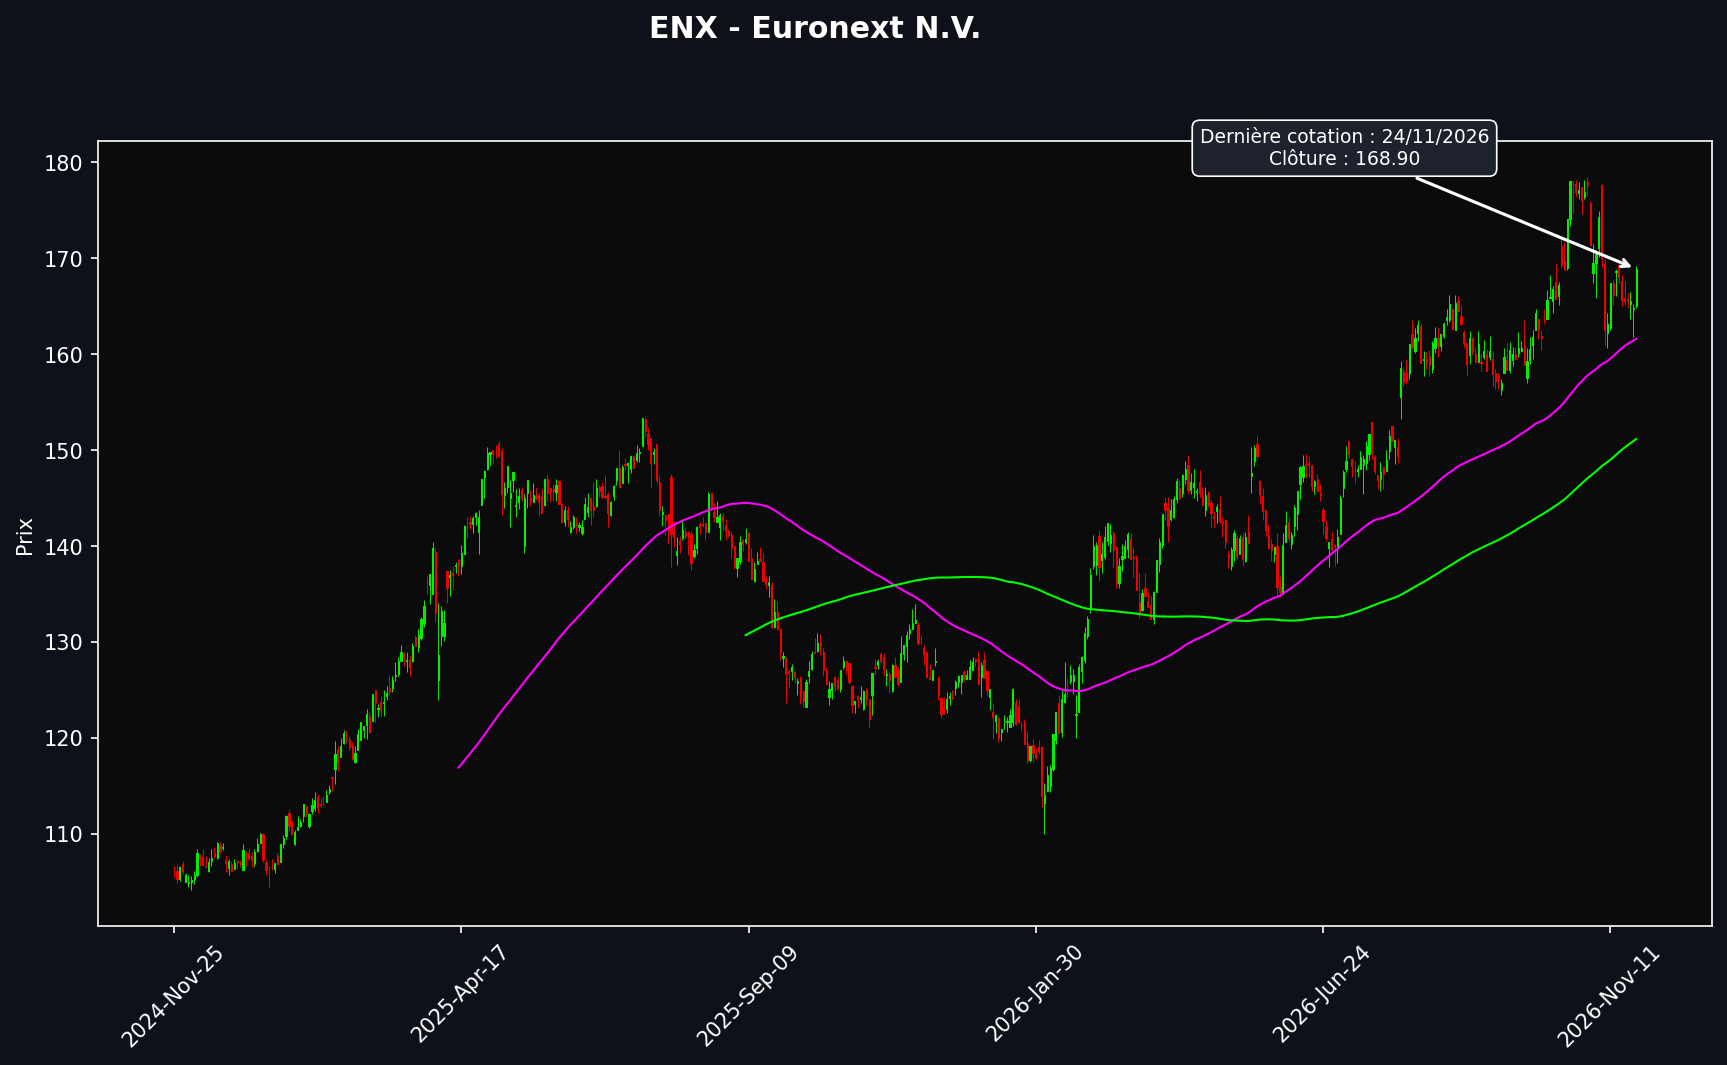 ENX - Euronext N.V.
Dernière cotation : 24/11/2026
Clôture : 168.90
Prix
180
170
160
150
140
130
120
110
2024-Nov-25
2025-Apr-17
2025-Sep-09
2026-Jan-30
2026-Jun-24
2026-Nov-11